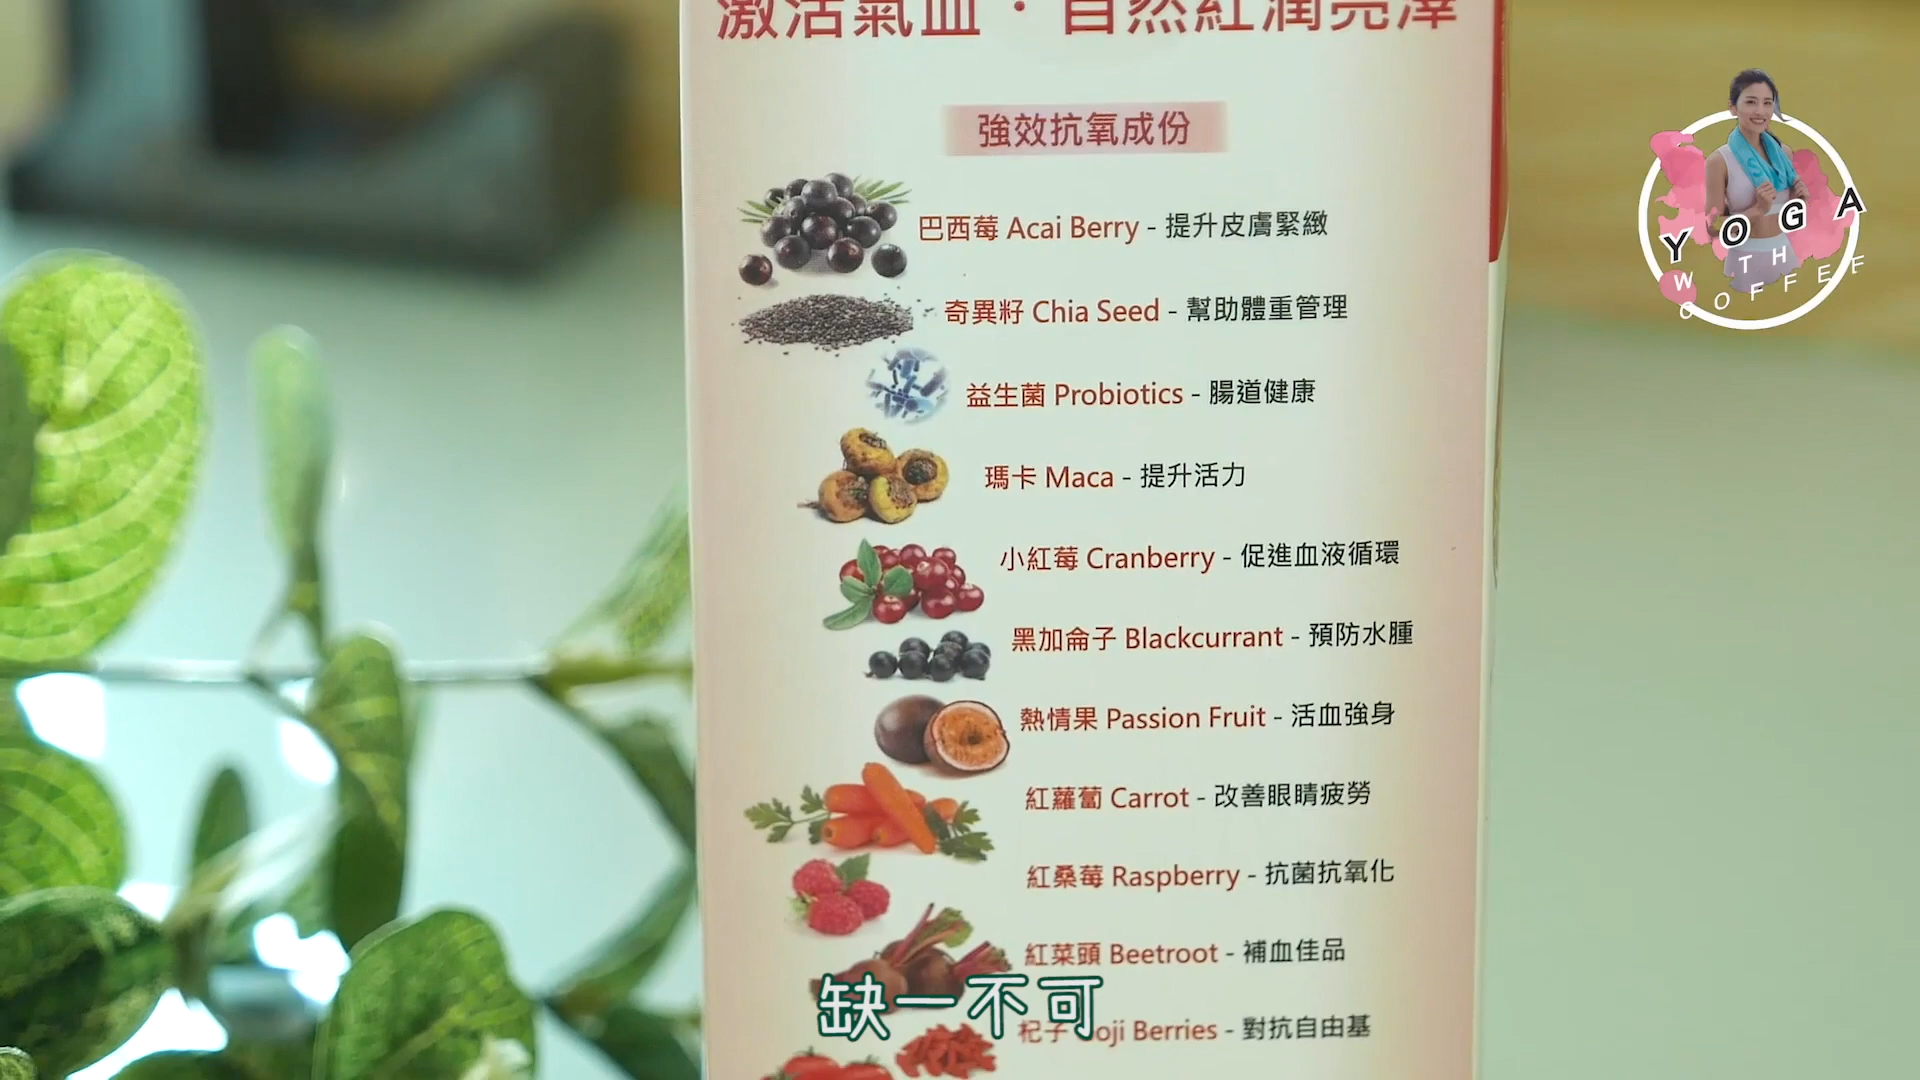 激活氣血・自然紅潤亮澤
強效抗氧成份
巴西莓 Acai Berry - 提升皮膚緊緻
奇異籽 Chia Seed - 幫助體重管理
益生菌 Probiotics - 腸道健康
瑪卡 Maca - 提升活力
小紅莓 Cranberry - 促進血液循環
黑加侖子 Blackcurrant - 預防水腫
熱情果 Passion Fruit - 活血強身
紅蘿蔔 Carrot - 改善眼睛疲勞
紅桑莓 Raspberry - 抗菌抗氧化
紅菜頭 Beetroot - 補血佳品
杞子 Goji Berries - 對抗自由基
缺一不可
YOGA
WITH
COFFEE